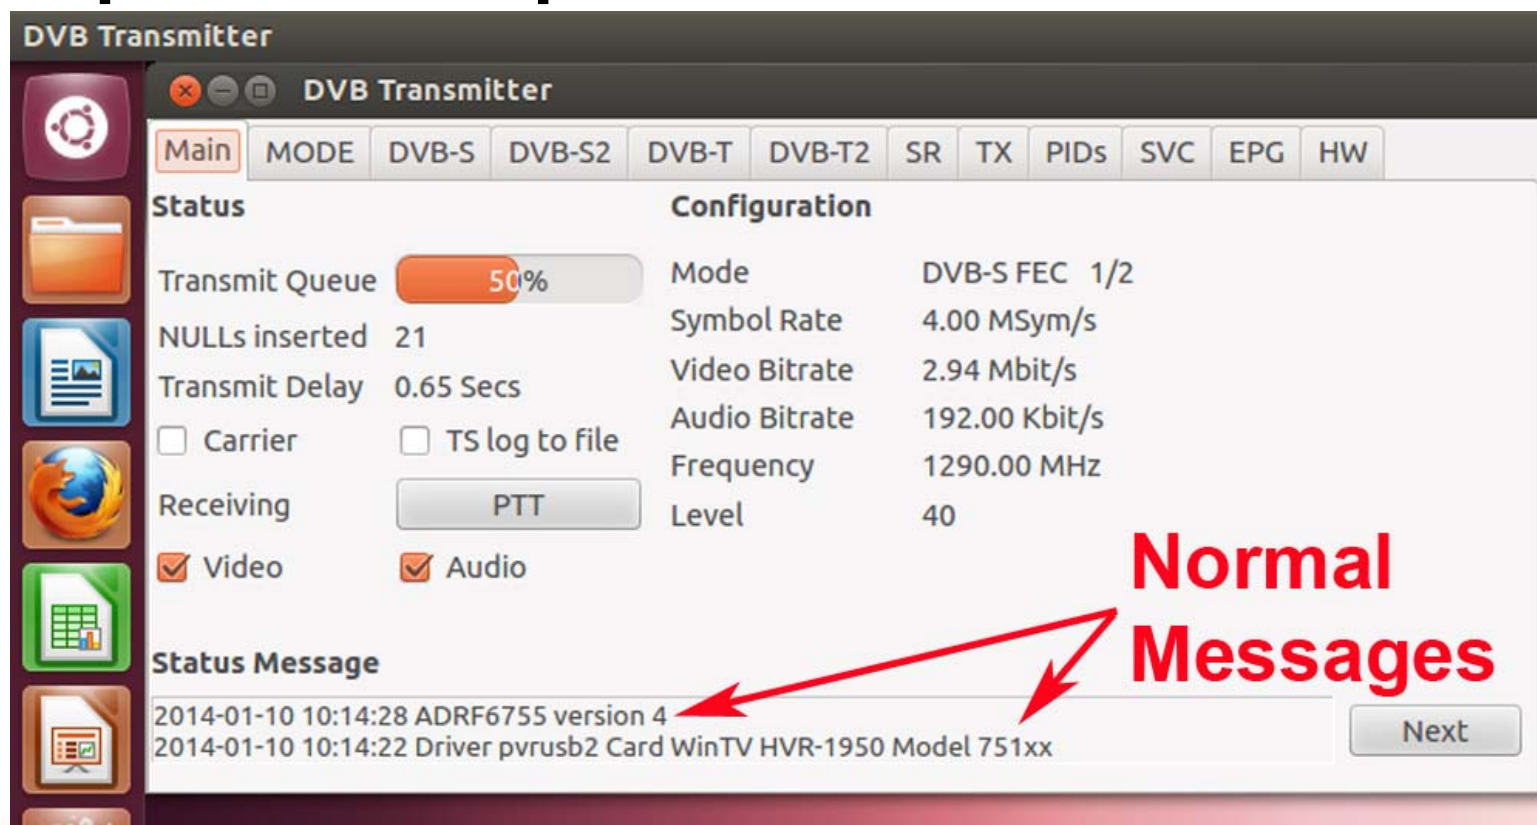 DVB Transmitter
DVB Transmitter
Main MODE DVB-S DVB-S2 DVB-T DVB-T2 SR TX PIDs SVC EPG HW
Status
Transmit Queue 50%
NULLs inserted 21
Transmit Delay 0.65 Secs
Carrier TS log to file
Receiving PTT
Video Audio
Configuration
Mode DVB-S FEC 1/2
Symbol Rate 4.00 MSym/s
Video Bitrate 2.94 Mbit/s
Audio Bitrate 192.00 Kbit/s
Frequency 1290.00 MHz
Level 40
Normal
Messages
Status Message
2014-01-10 10:14:28 ADRF6755 version 4
2014-01-10 10:14:22 Driver pvrusb2 Card WinTV HVR-1950 Model 751xx
Next